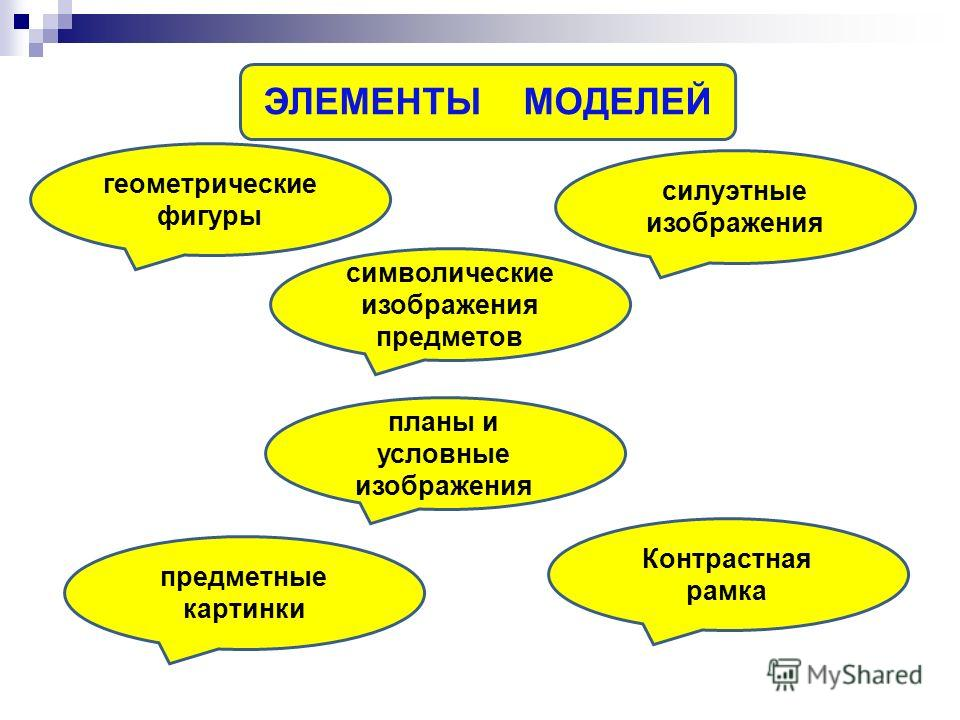 ЭЛЕМЕНТЫ МОДЕЛЕЙ
геометрические
фигуры
силуэтные
изображения
символические
изображения
предметов
планы и
условные
изображения
предметные
картинки
Контрастная
рамка
MyShared